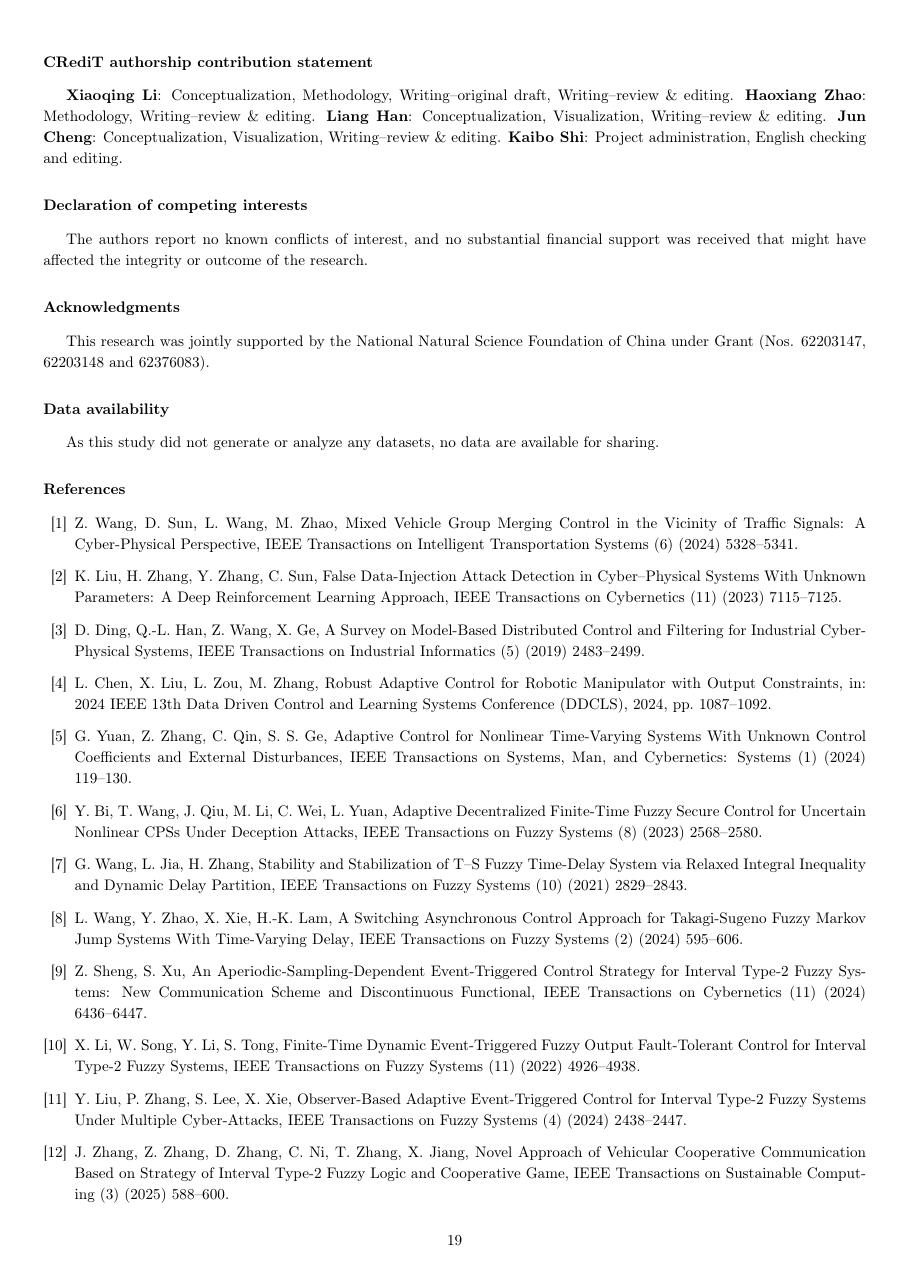 CRediT authorship contribution statement
Xiaoqing Li: Conceptualization, Methodology, Writing–original draft, Writing–review & editing. Haoxiang Zhao:
Methodology, Writing–review & editing. Liang Han: Conceptualization, Visualization, Writing–review & editing. Jun
Cheng: Conceptualization, Visualization, Writing–review & editing. Kaibo Shi: Project administration, English checking
and editing.
Declaration of competing interests
The authors report no known conflicts of interest, and no substantial financial support was received that might have
affected the integrity or outcome of the research.
Acknowledgments
This research was jointly supported by the National Natural Science Foundation of China under Grant (Nos. 62203147,
62203148 and 62376083).
Data availability
As this study did not generate or analyze any datasets, no data are available for sharing.
References
[1] Z. Wang, D. Sun, L. Wang, M. Zhao, Mixed Vehicle Group Merging Control in the Vicinity of Traffic Signals: A
Cyber-Physical Perspective, IEEE Transactions on Intelligent Transportation Systems (6) (2024) 5328–5341.
[2] K. Liu, H. Zhang, Y. Zhang, C. Sun, False Data-Injection Attack Detection in Cyber–Physical Systems With Unknown
Parameters: A Deep Reinforcement Learning Approach, IEEE Transactions on Cybernetics (11) (2023) 7115–7125.
[3] D. Ding, Q.-L. Han, Z. Wang, X. Ge, A Survey on Model-Based Distributed Control and Filtering for Industrial Cyber-
Physical Systems, IEEE Transactions on Industrial Informatics (5) (2019) 2483–2499.
[4] L. Chen, X. Liu, L. Zou, M. Zhang, Robust Adaptive Control for Robotic Manipulator with Output Constraints, in:
2024 IEEE 13th Data Driven Control and Learning Systems Conference (DDCLS), 2024, pp. 1087–1092.
[5] G. Yuan, Z. Zhang, C. Qin, S. S. Ge, Adaptive Control for Nonlinear Time-Varying Systems With Unknown Control
Coefficients and External Disturbances, IEEE Transactions on Systems, Man, and Cybernetics: Systems (1) (2024)
119–130.
[6] Y. Bi, T. Wang, J. Qiu, M. Li, C. Wei, L. Yuan, Adaptive Decentralized Finite-Time Fuzzy Secure Control for Uncertain
Nonlinear CPSs Under Deception Attacks, IEEE Transactions on Fuzzy Systems (8) (2023) 2568–2580.
[7] G. Wang, L. Jia, H. Zhang, Stability and Stabilization of T–S Fuzzy Time-Delay System via Relaxed Integral Inequality
and Dynamic Delay Partition, IEEE Transactions on Fuzzy Systems (10) (2021) 2829–2843.
[8] L. Wang, Y. Zhao, X. Xie, H.-K. Lam, A Switching Asynchronous Control Approach for Takagi-Sugeno Fuzzy Markov
Jump Systems With Time-Varying Delay, IEEE Transactions on Fuzzy Systems (2) (2024) 595–606.
[9] Z. Sheng, S. Xu, An Aperiodic-Sampling-Dependent Event-Triggered Control Strategy for Interval Type-2 Fuzzy Sys-
tems: New Communication Scheme and Discontinuous Functional, IEEE Transactions on Cybernetics (11) (2024)
6436–6447.
[10] X. Li, W. Song, Y. Li, S. Tong, Finite-Time Dynamic Event-Triggered Fuzzy Output Fault-Tolerant Control for Interval
Type-2 Fuzzy Systems, IEEE Transactions on Fuzzy Systems (11) (2022) 4926–4938.
[11] Y. Liu, P. Zhang, S. Lee, X. Xie, Observer-Based Adaptive Event-Triggered Control for Interval Type-2 Fuzzy Systems
Under Multiple Cyber-Attacks, IEEE Transactions on Fuzzy Systems (4) (2024) 2438–2447.
[12] J. Zhang, Z. Zhang, D. Zhang, C. Ni, T. Zhang, X. Jiang, Novel Approach of Vehicular Cooperative Communication
Based on Strategy of Interval Type-2 Fuzzy Logic and Cooperative Game, IEEE Transactions on Sustainable Comput-
ing (3) (2025) 588–600.
19